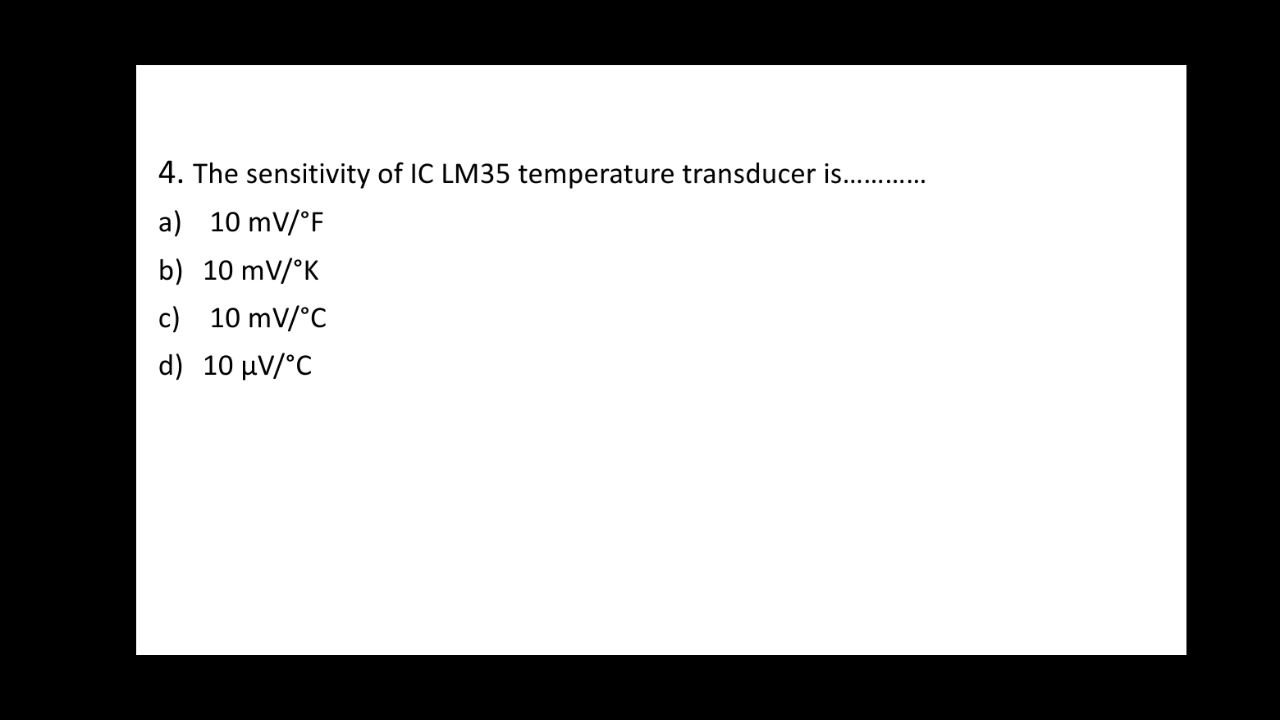 4. The sensitivity of IC LM35 temperature transducer is…………
a) 10 mV/°F
b) 10 mV/°K
c) 10 mV/°C
d) 10 µV/°C